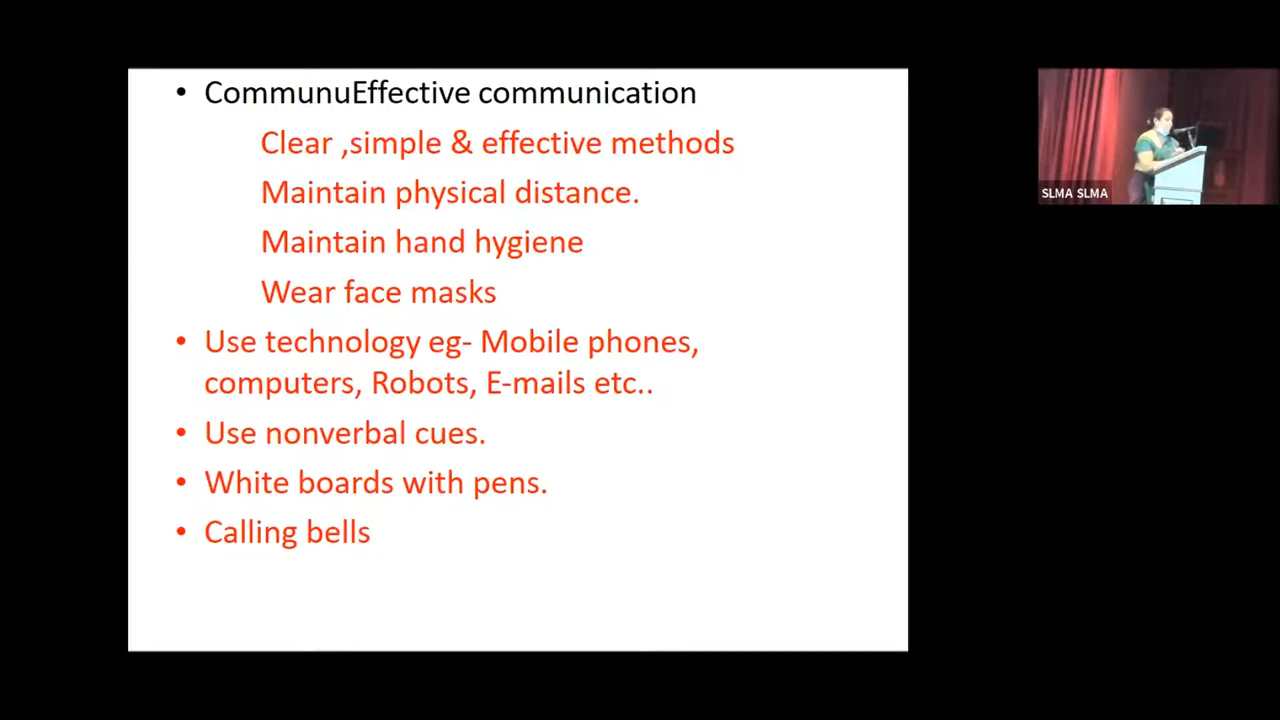 • CommunuEffective communication
Clear ,simple & effective methods
Maintain physical distance.
Maintain hand hygiene
Wear face masks
• Use technology eg- Mobile phones,
computers, Robots, E-mails etc..
• Use nonverbal cues.
• White boards with pens.
• Calling bells
SLMA SLMA